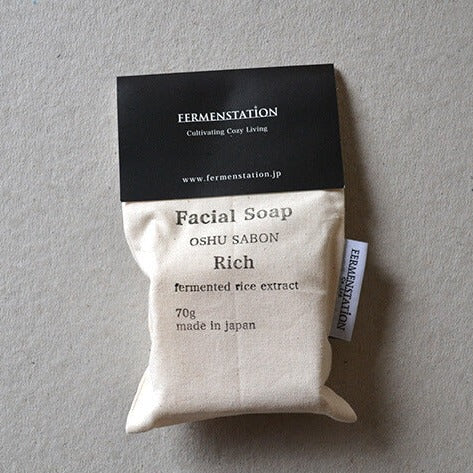 FERMENSTATION
Cultivating Cozy Living
www.fermenstation.jp
Facial Soap
OSHU SABON
Rich
fermented rice extract
70g
made in japan
FERMENSTATION